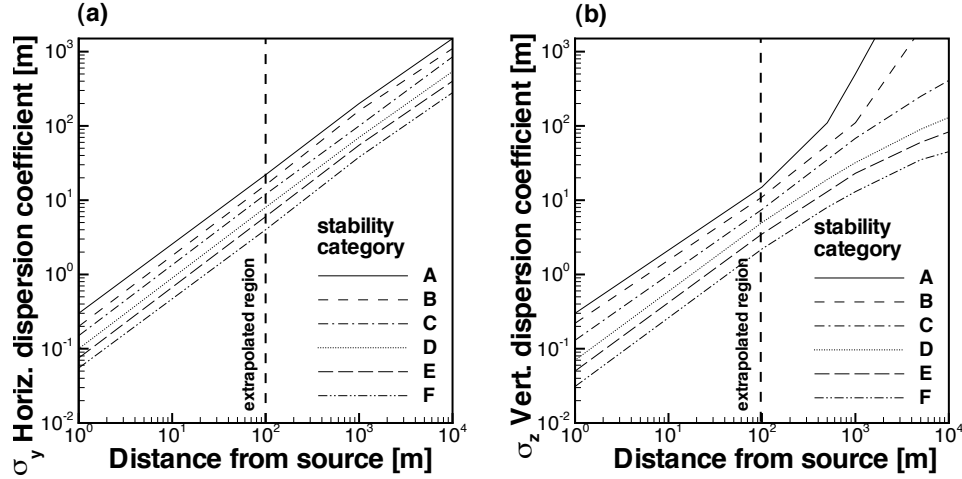 (a)
σy Horiz. dispersion coefficient [m]
10^3
10^2
10^1
10^0
10^-1
10^-2
10^0
10^1
10^2
10^3
10^4
Distance from source [m]
extrapolated region
stability
category
A
B
C
D
E
F
(b)
σz Vert. dispersion coefficient [m]
10^3
10^2
10^1
10^0
10^-1
10^-2
10^0
10^1
10^2
10^3
10^4
Distance from source [m]
extrapolated region
stability
category
A
B
C
D
E
F